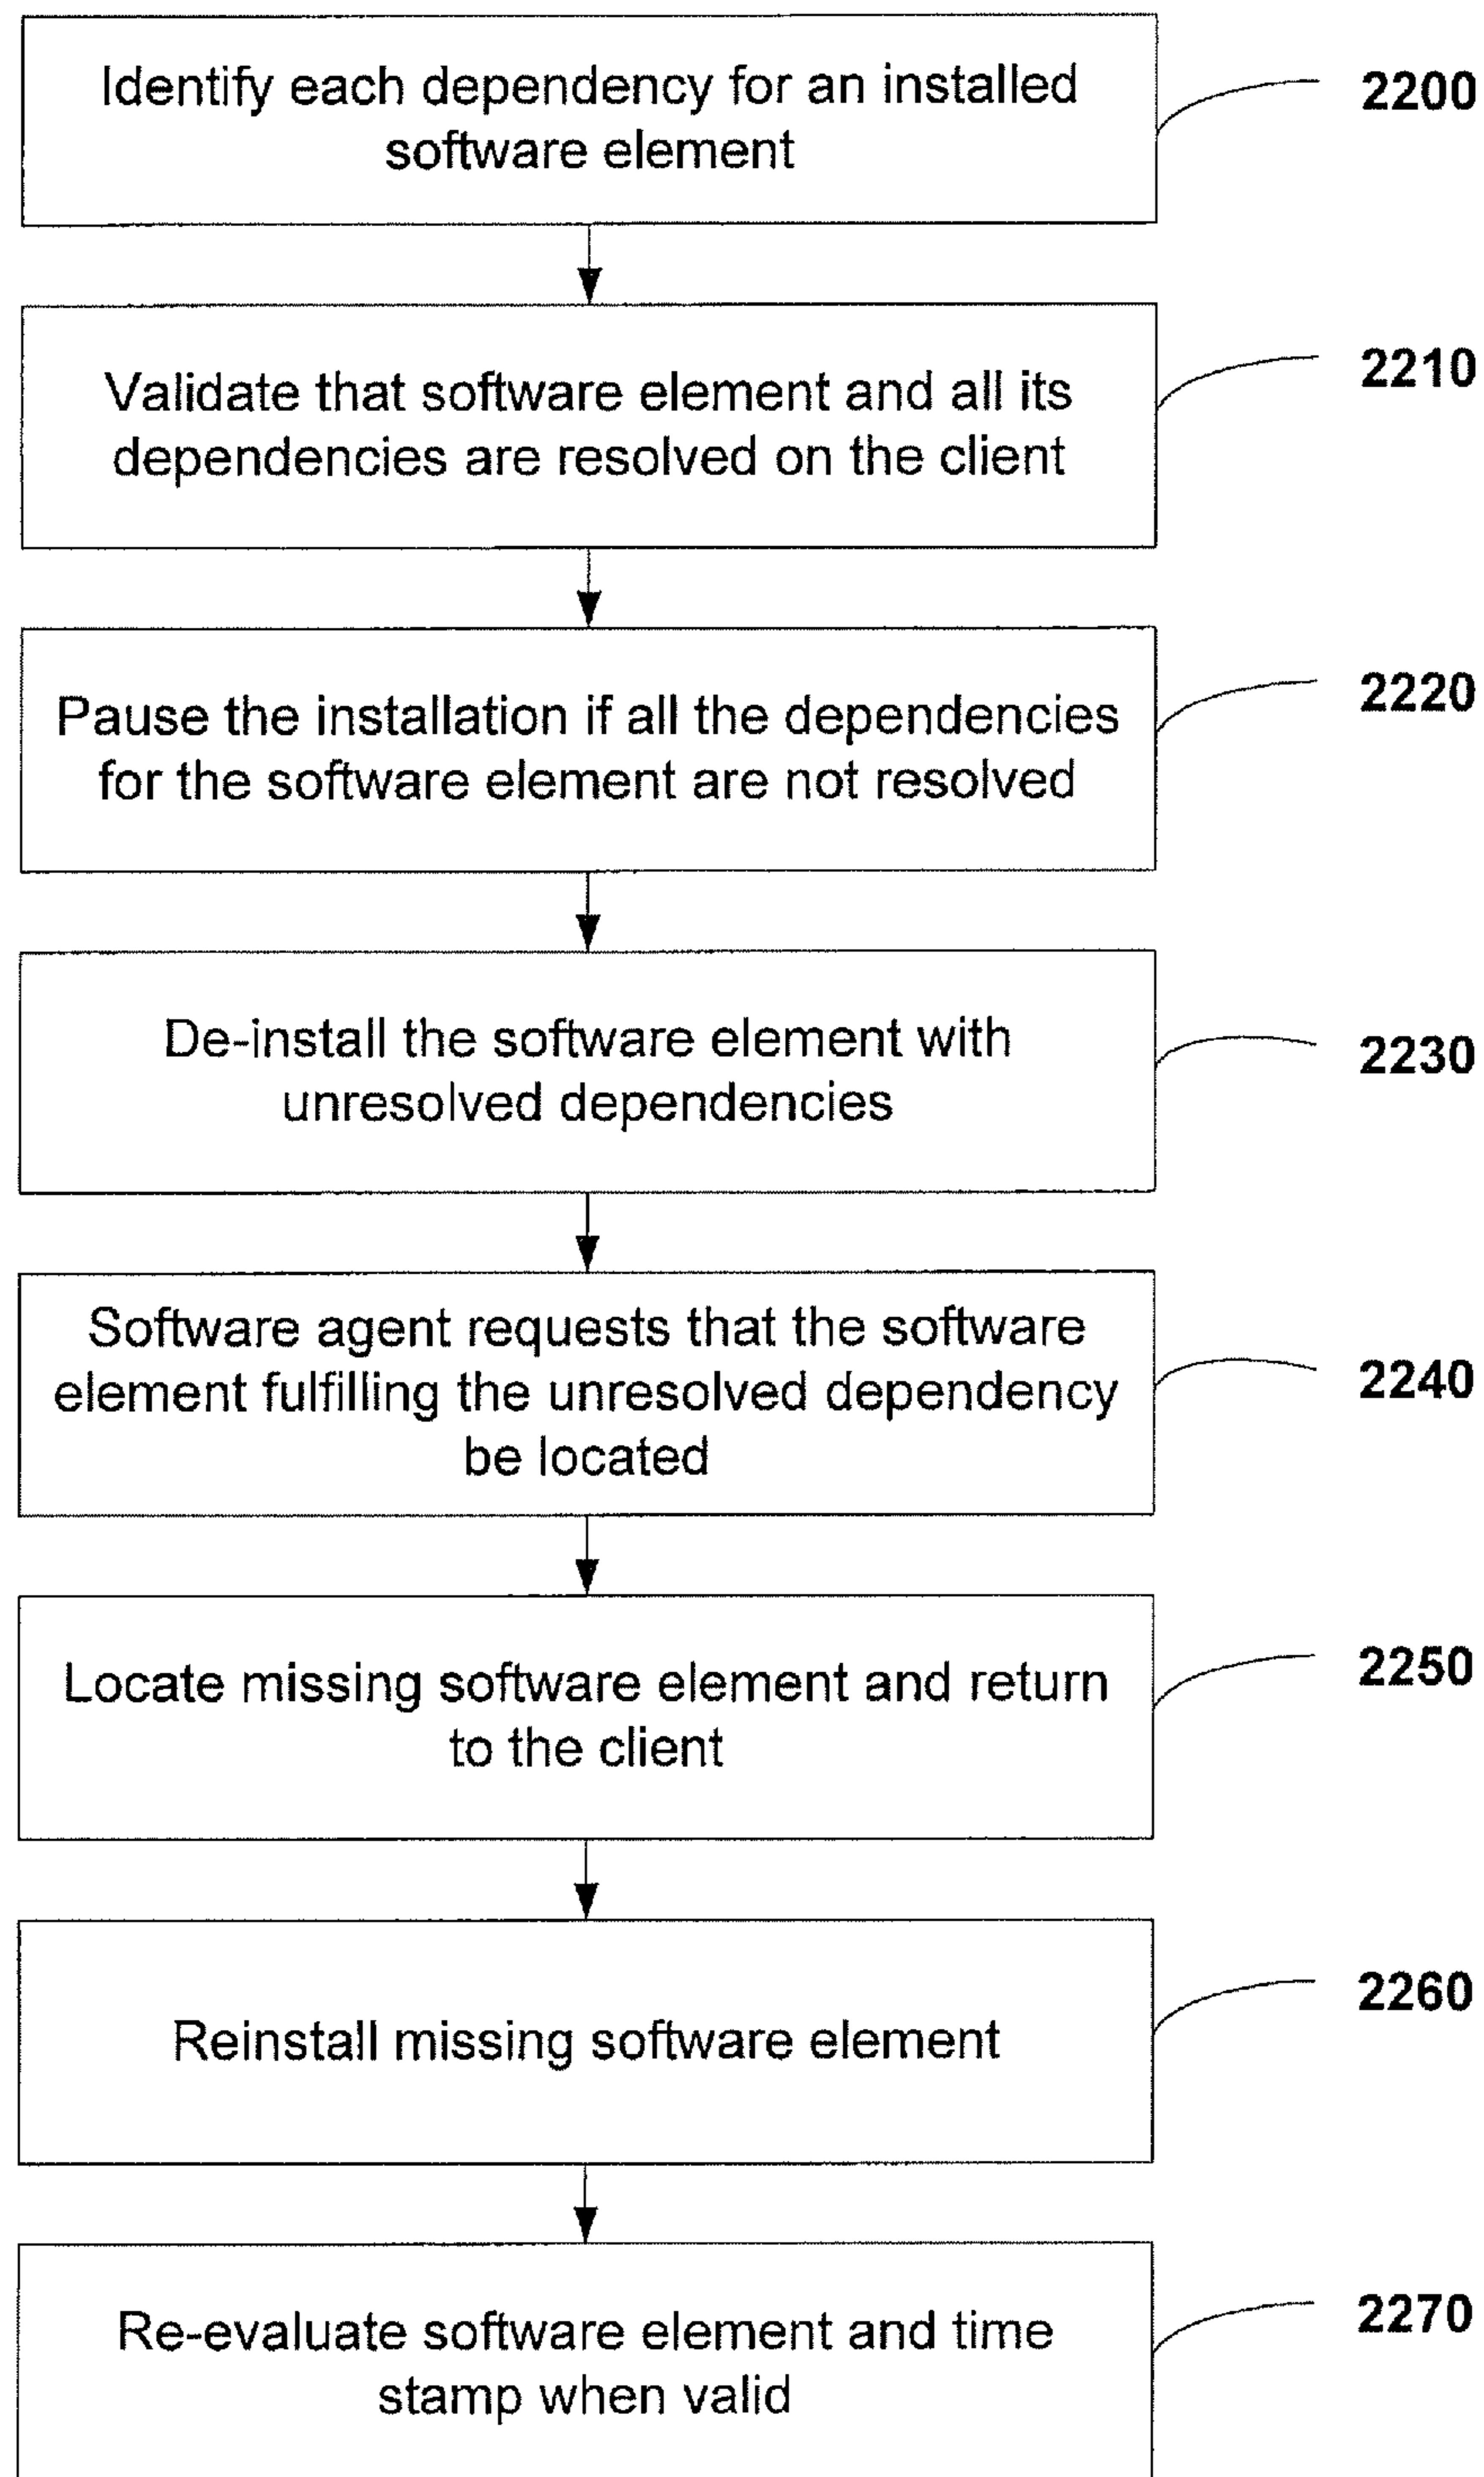 Identify each dependency for an installed
software element
2200
Validate that software element and all its
dependencies are resolved on the client
2210
Pause the installation if all the dependencies
for the software element are not resolved
2220
De-install the software element with
unresolved dependencies
2230
Software agent requests that the software
element fulfilling the unresolved dependency
be located
2240
Locate missing software element and return
to the client
2250
Reinstall missing software element
2260
Re-evaluate software element and time
stamp when valid
2270